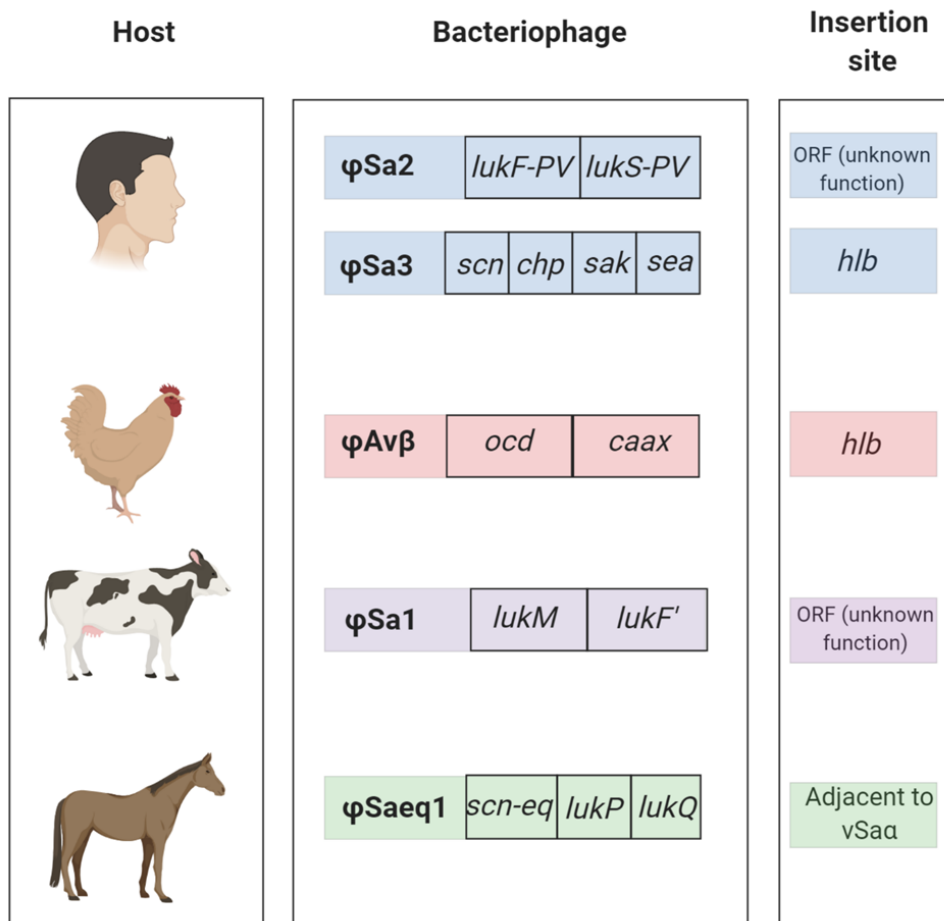 Host
Bacteriophage
Insertion
site
φSa2 lukF-PV lukS-PV
ORF (unknown
function)
φSa3 scn chp sak sea
hlb
φAvβ ocd caax
hlb
φSa1 lukM lukF'
ORF (unknown
function)
φSaeq1 scn-eq lukP lukQ
Adjacent to
vSaα